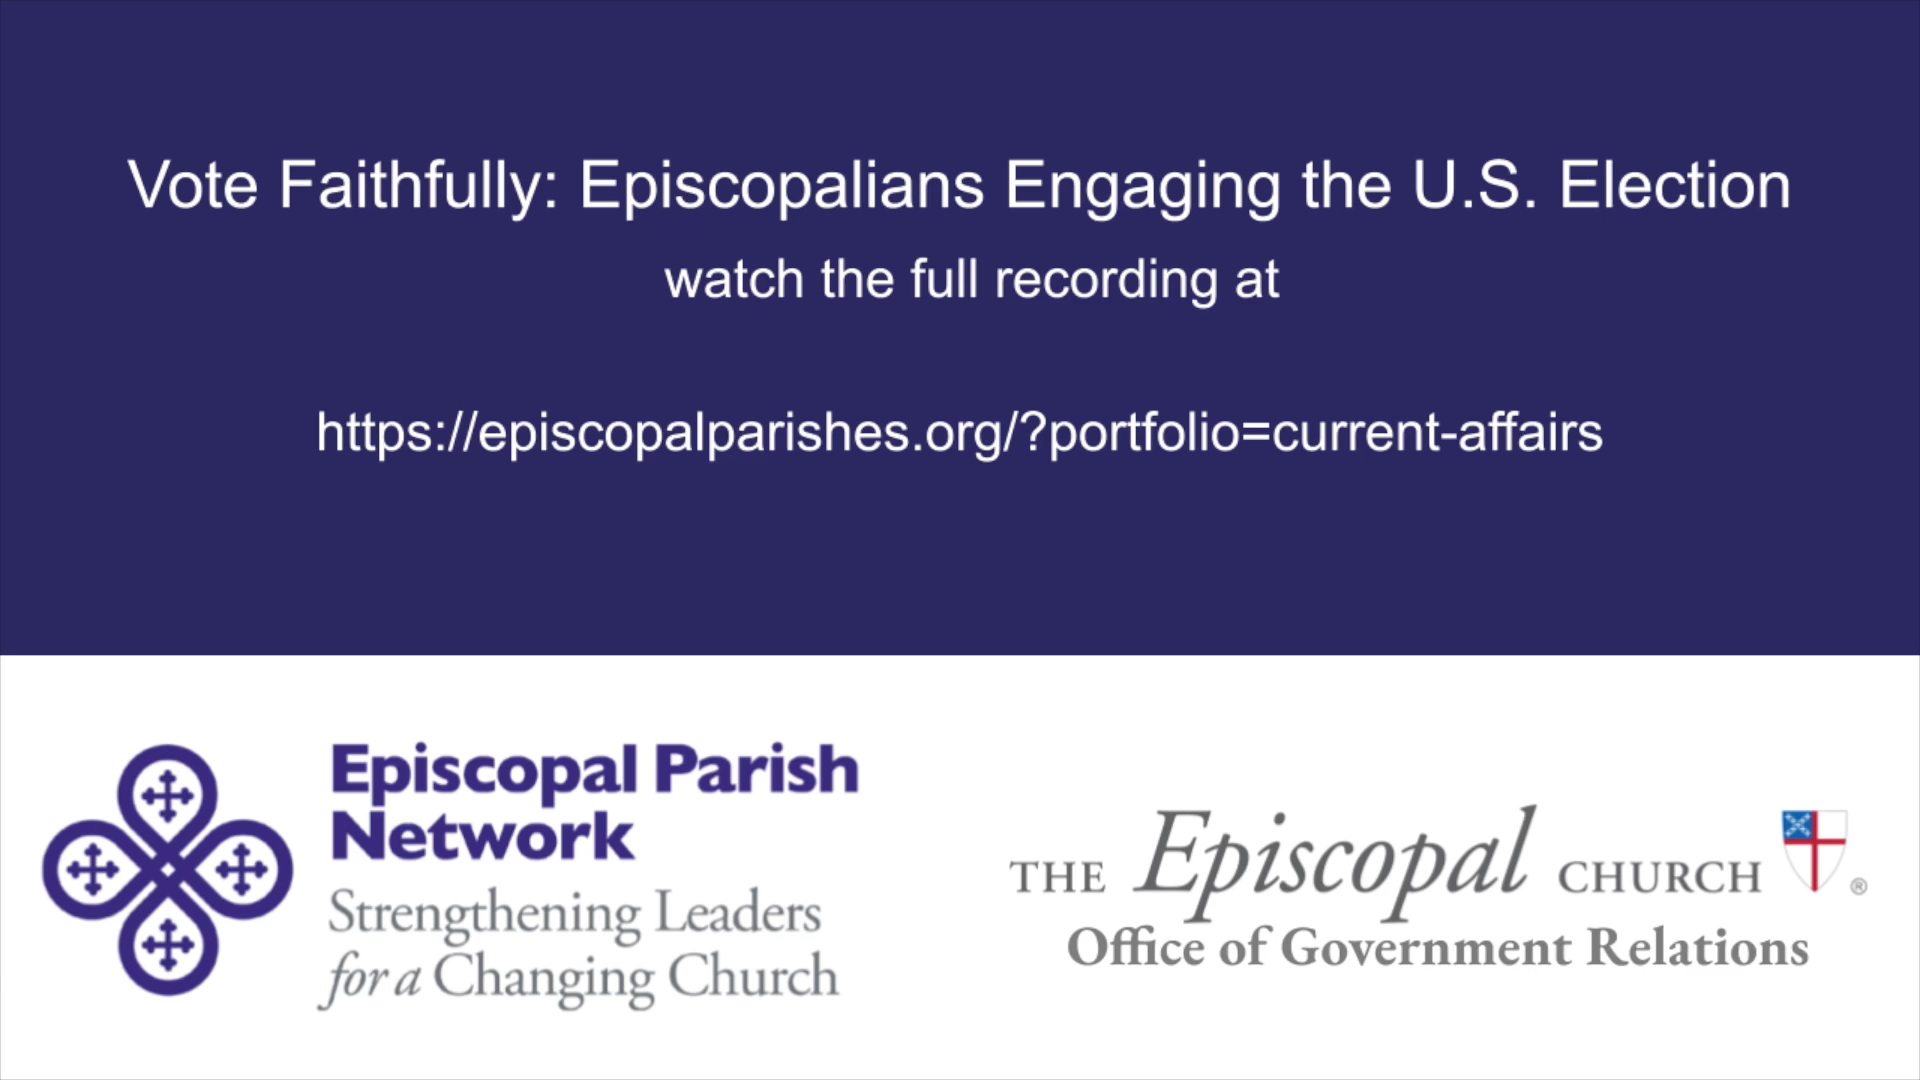 Vote Faithfully: Episcopalians Engaging the U.S. Election
watch the full recording at
https://episcopalparishes.org/?portfolio=current-affairs
Episcopal Parish
Network
Strengthening Leaders
for a Changing Church
THE Episcopal CHURCH ®
Office of Government Relations